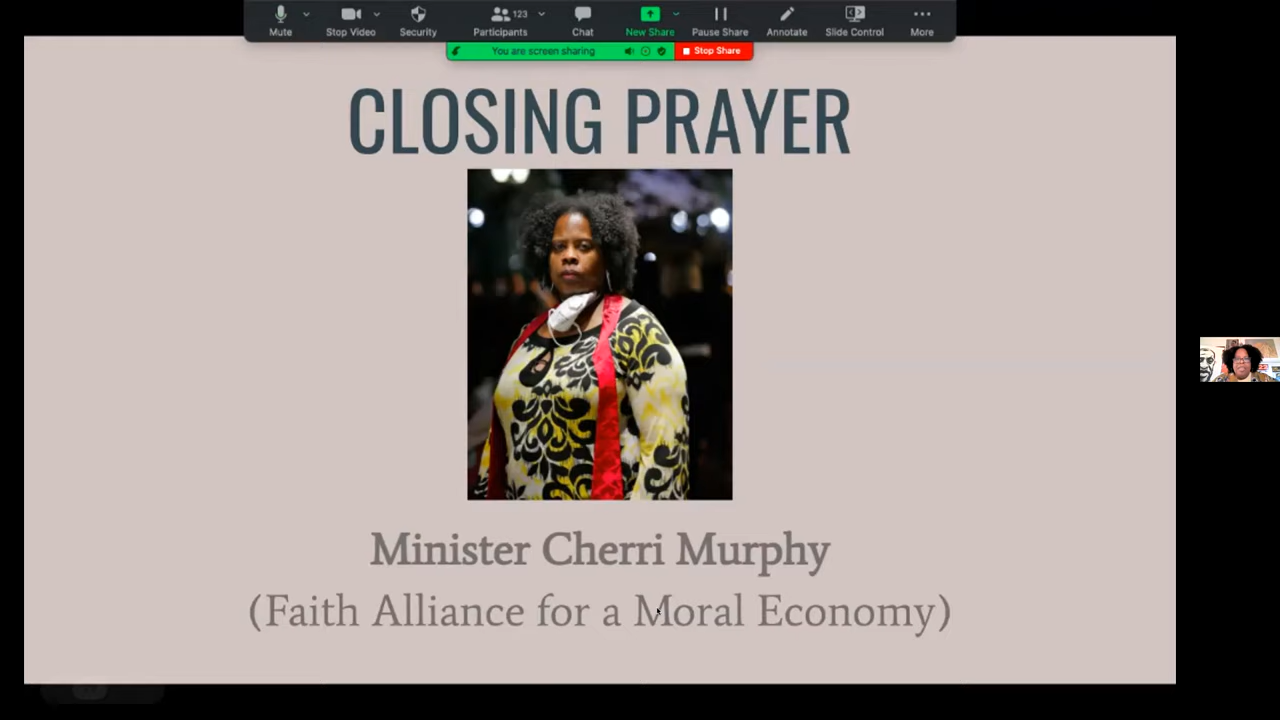 Mute
Stop Video
Security
Participants
123
Chat
New Share
Pause Share
Annotate
Slide Control
More
You are screen sharing
Stop Share
CLOSING PRAYER
Minister Cherri Murphy
(Faith Alliance for a Moral Economy)